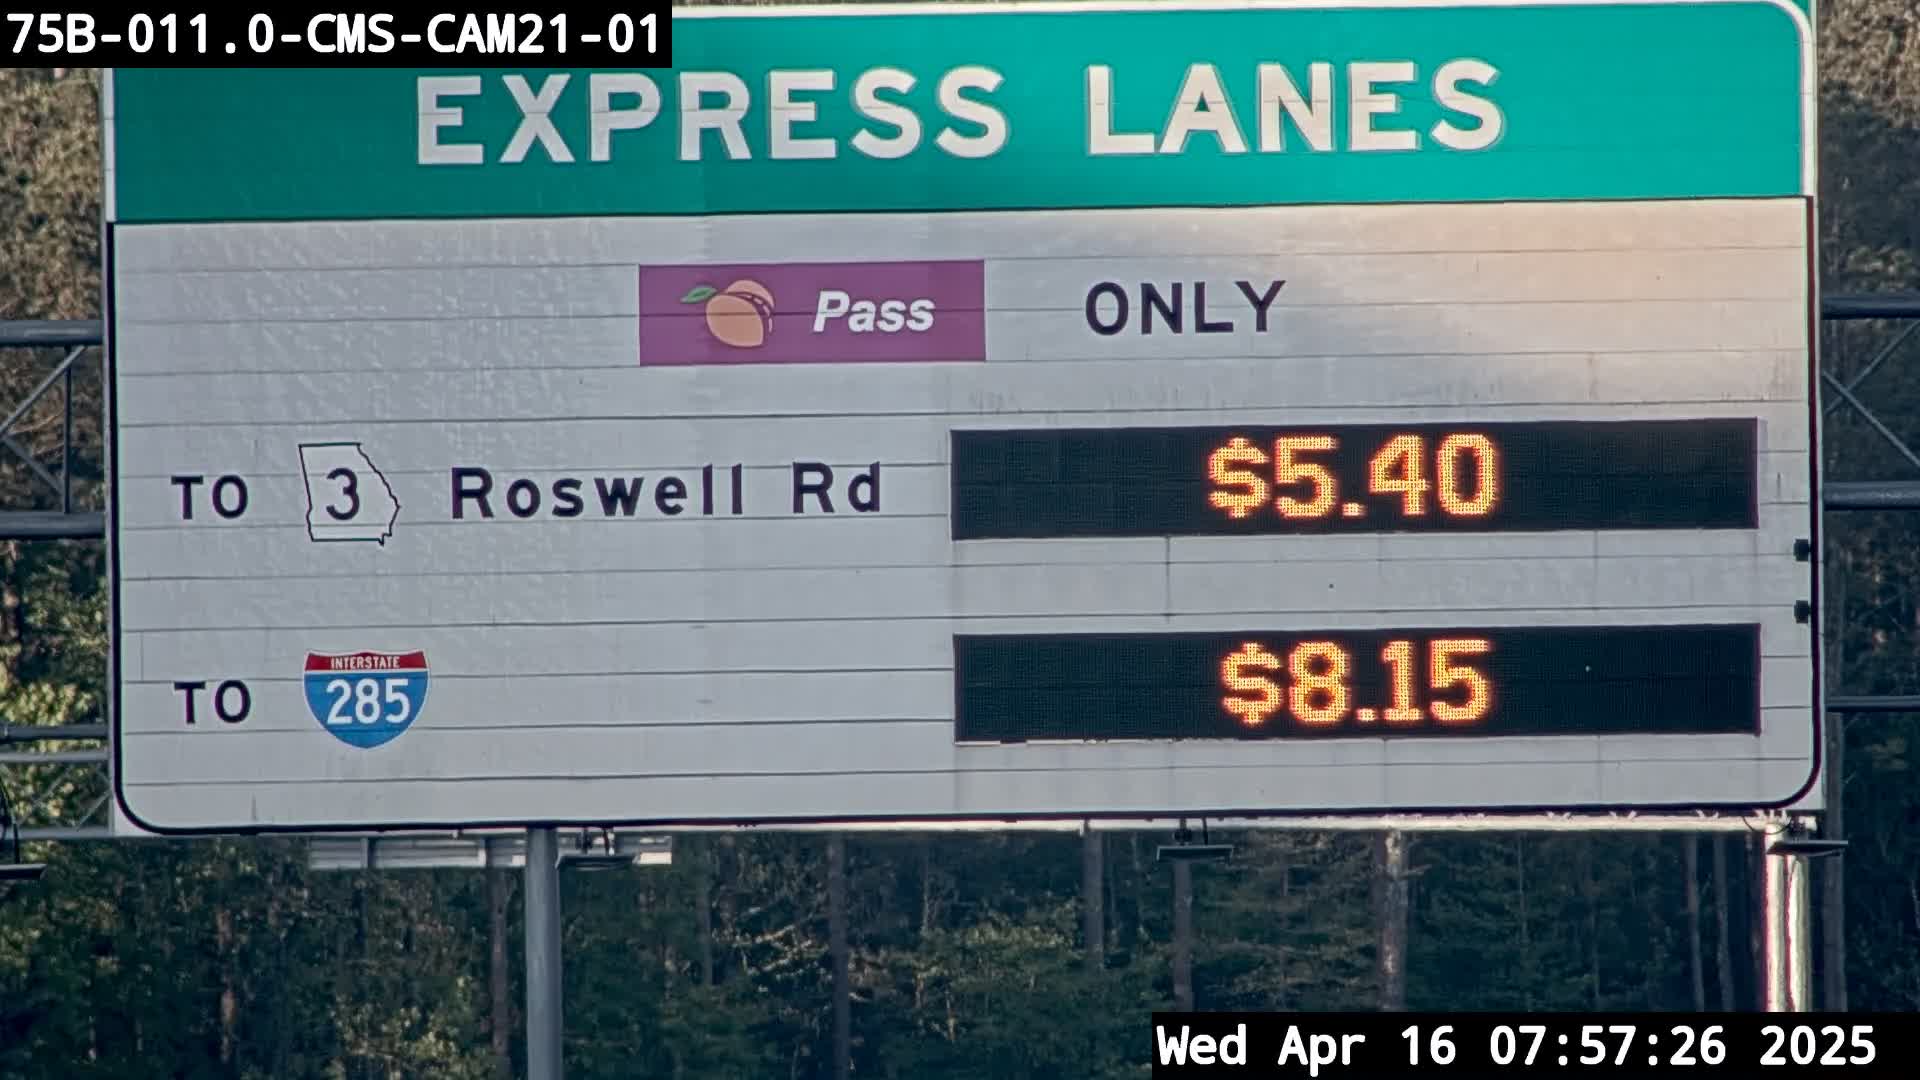 75B-011.0-CMS-CAM21-01
EXPRESS LANES
Pass ONLY
TO 3 Roswell Rd $5.40
INTERSTATE
TO 285 $8.15
Wed Apr 16 07:57:26 2025